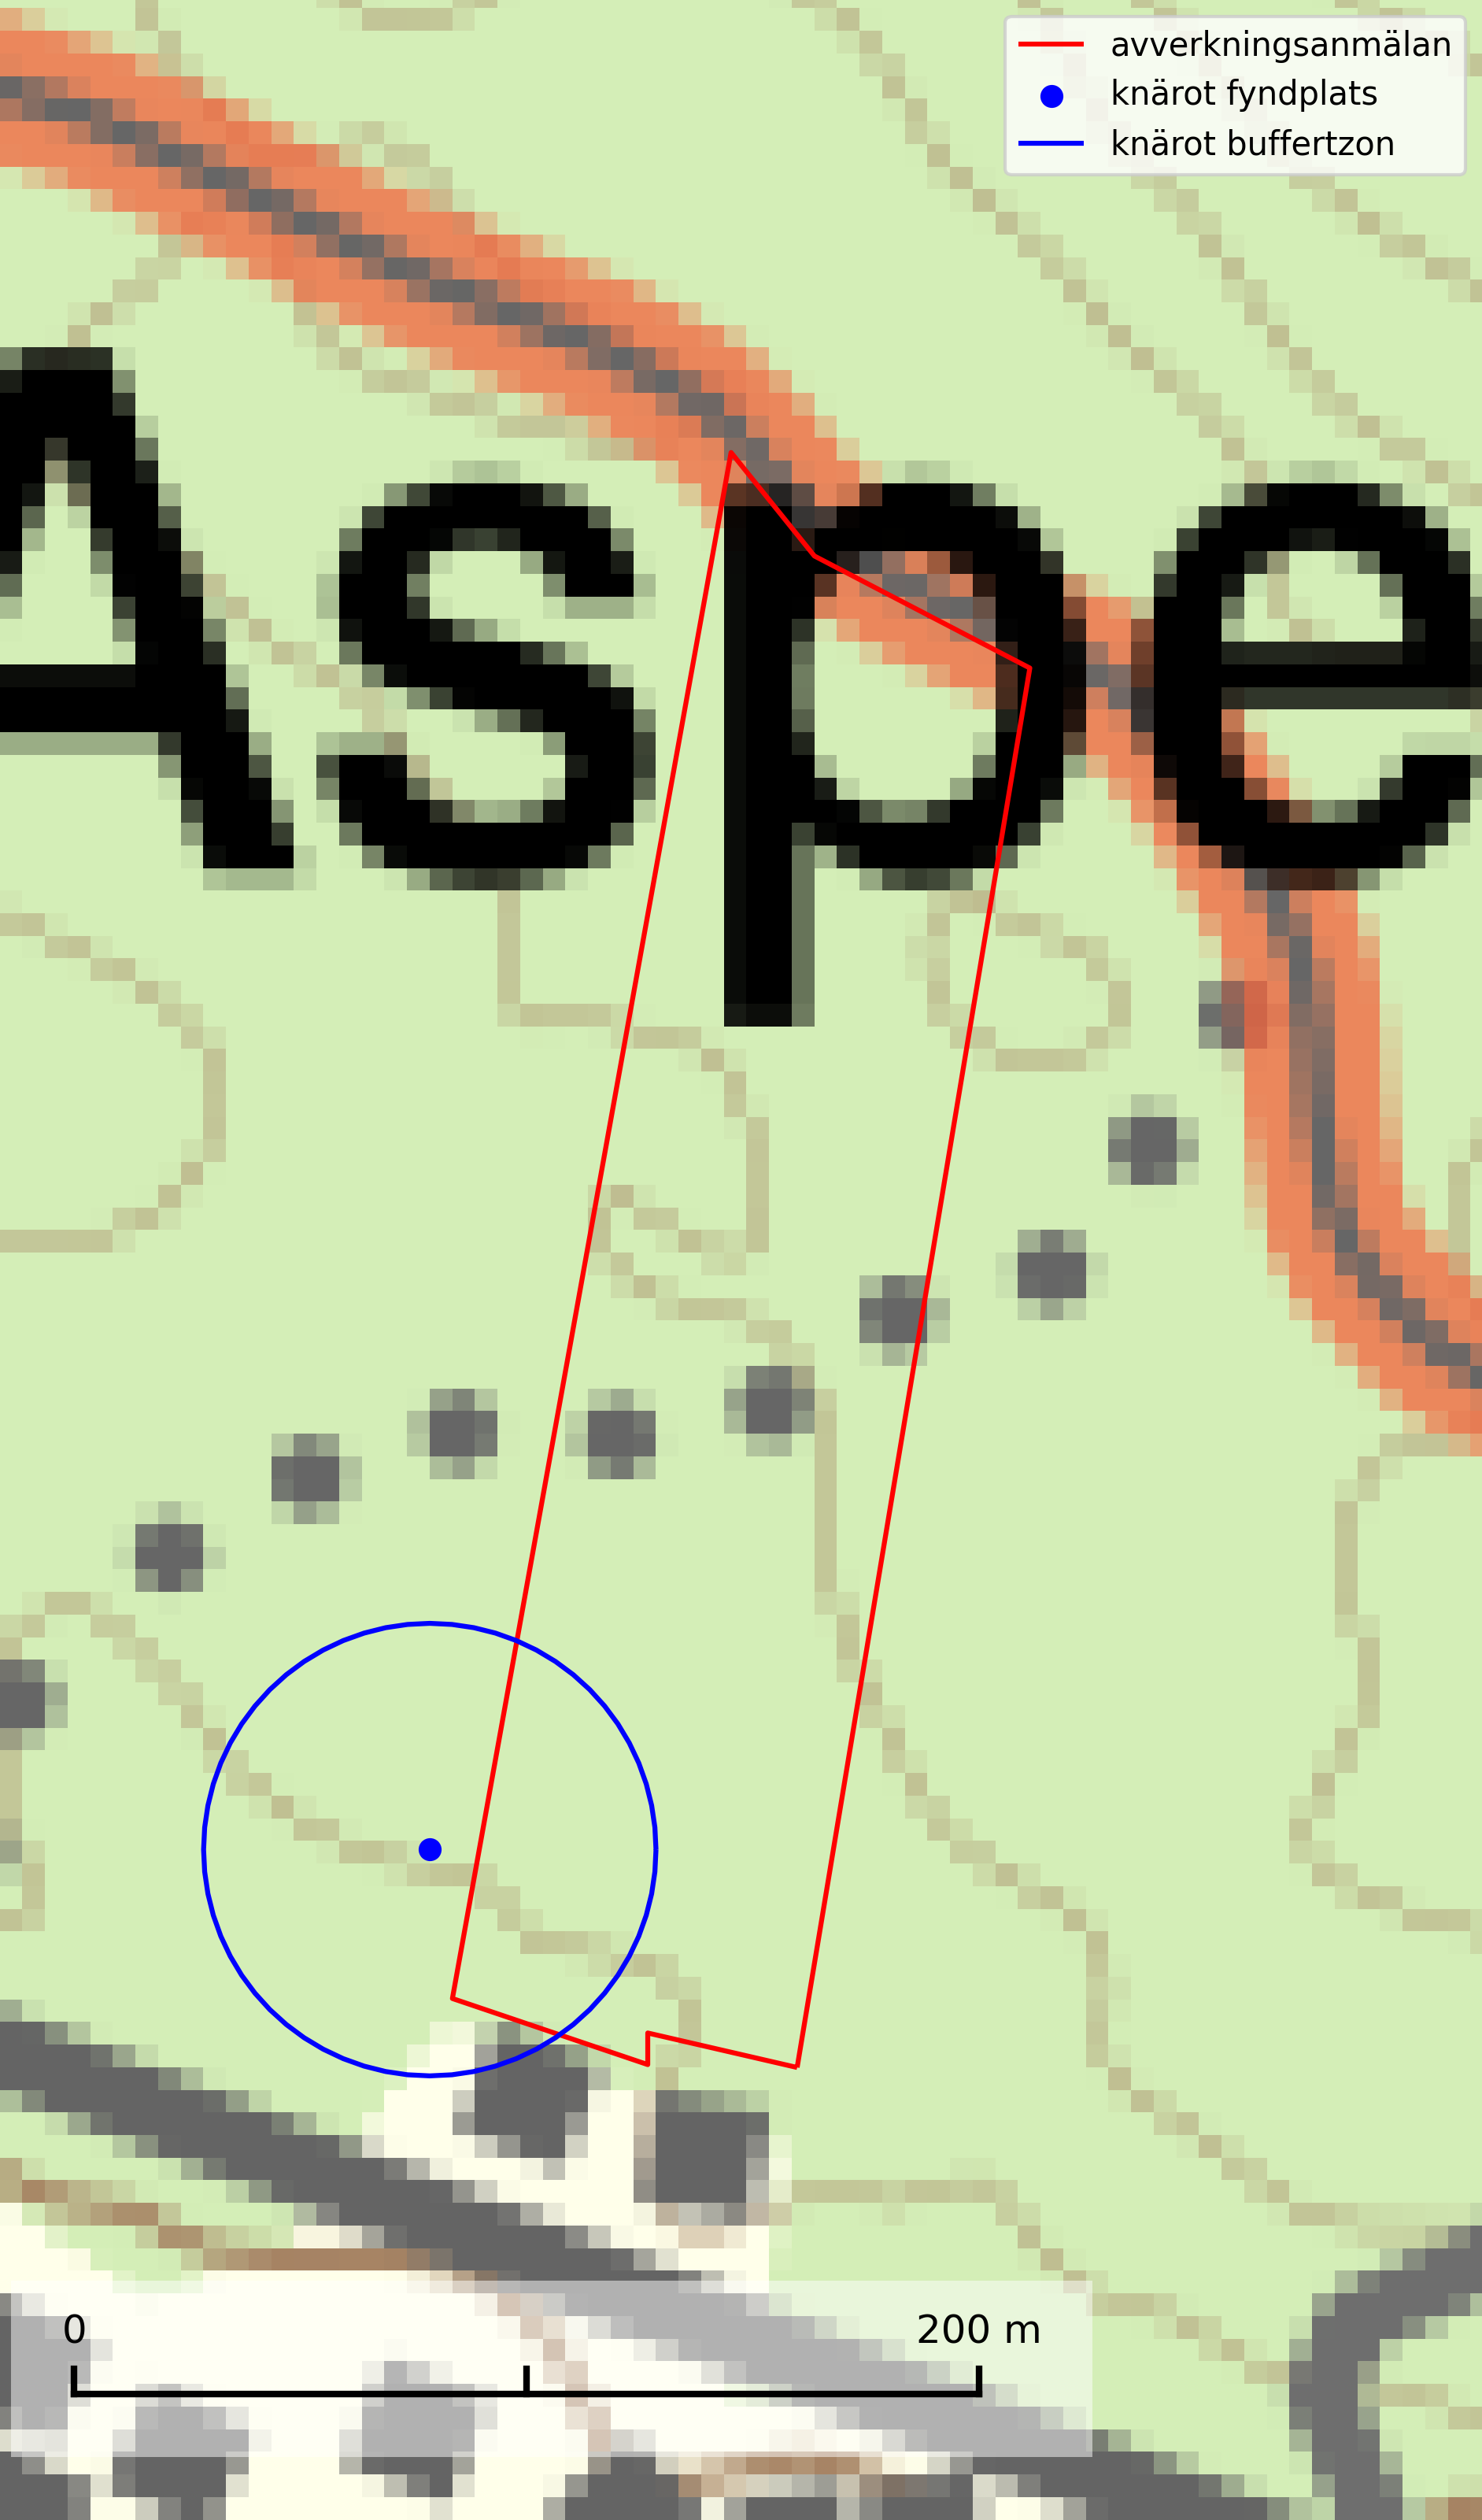 avverkningsanmälan
knärot fyndplats
knärot buffertzon
Aspe
0 200 m